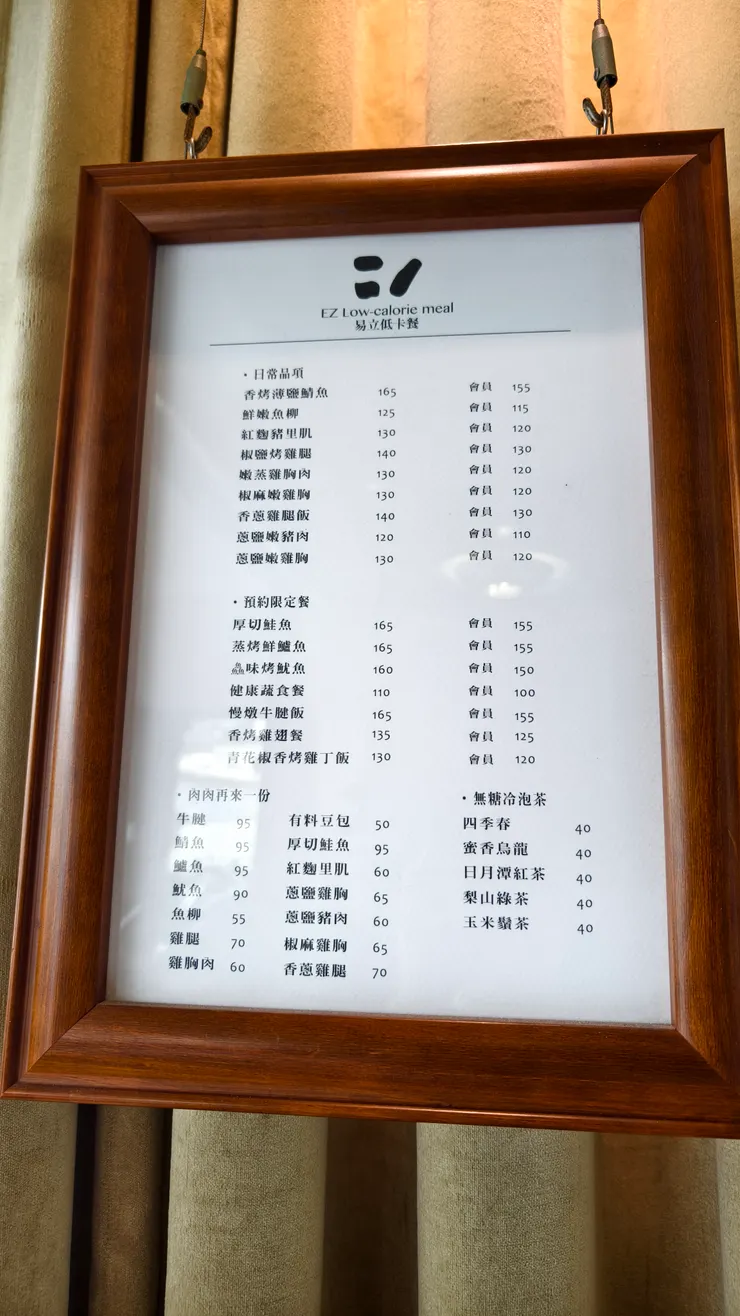 EZ Low-calorie meal
易立低卡餐
・日常品項
香烤薄鹽鯖魚 165 會員 155
鮮嫩魚柳 125 會員 115
紅麴豬里肌 130 會員 120
椒鹽烤雞腿 140 會員 130
嫩蒸雞胸肉 130 會員 120
椒麻嫩雞胸 130 會員 120
香蔥雞腿飯 140 會員 130
蔥鹽嫩豬肉 120 會員 110
蔥鹽嫩雞胸 130 會員 120
・預約限定餐
厚切鮭魚 165 會員 155
蒸烤鮮鱸魚 165 會員 155
味烤魷魚 160 會員 150
健康蔬食餐 110 會員 100
慢燉牛腱飯 165 會員 155
香烤雞翅餐 135 會員 125
青花椒香烤雞丁飯 130 會員 120
・肉肉再來一份
牛腱 95 有料豆包 50
鯖魚 95 厚切鮭魚 95
鱸魚 95 紅麴里肌 60
魷魚 90 蔥鹽雞胸 65
魚柳 55 蔥鹽豬肉 60
雞腿 70 椒麻雞胸 65
雞胸肉 60 香蔥雞腿 70
・無糖冷泡茶
四季春 40
蜜香烏龍 40
日月潭紅茶 40
梨山綠茶 40
玉米鬚茶 40